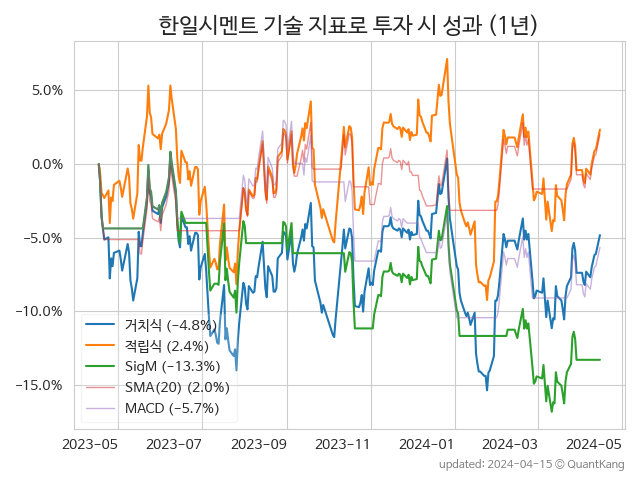 한일시멘트 기술 지표로 투자 시 성과 (1년)
5.0%
0.0%
−5.0%
−10.0%
−15.0%
거치식 (−4.8%)
적립식 (2.4%)
SigM (−13.3%)
SMA(20) (2.0%)
MACD (−5.7%)
2023-05 2023-07 2023-09 2023-11 2024-01 2024-03 2024-05
updated: 2024-04-15 © QuantKang